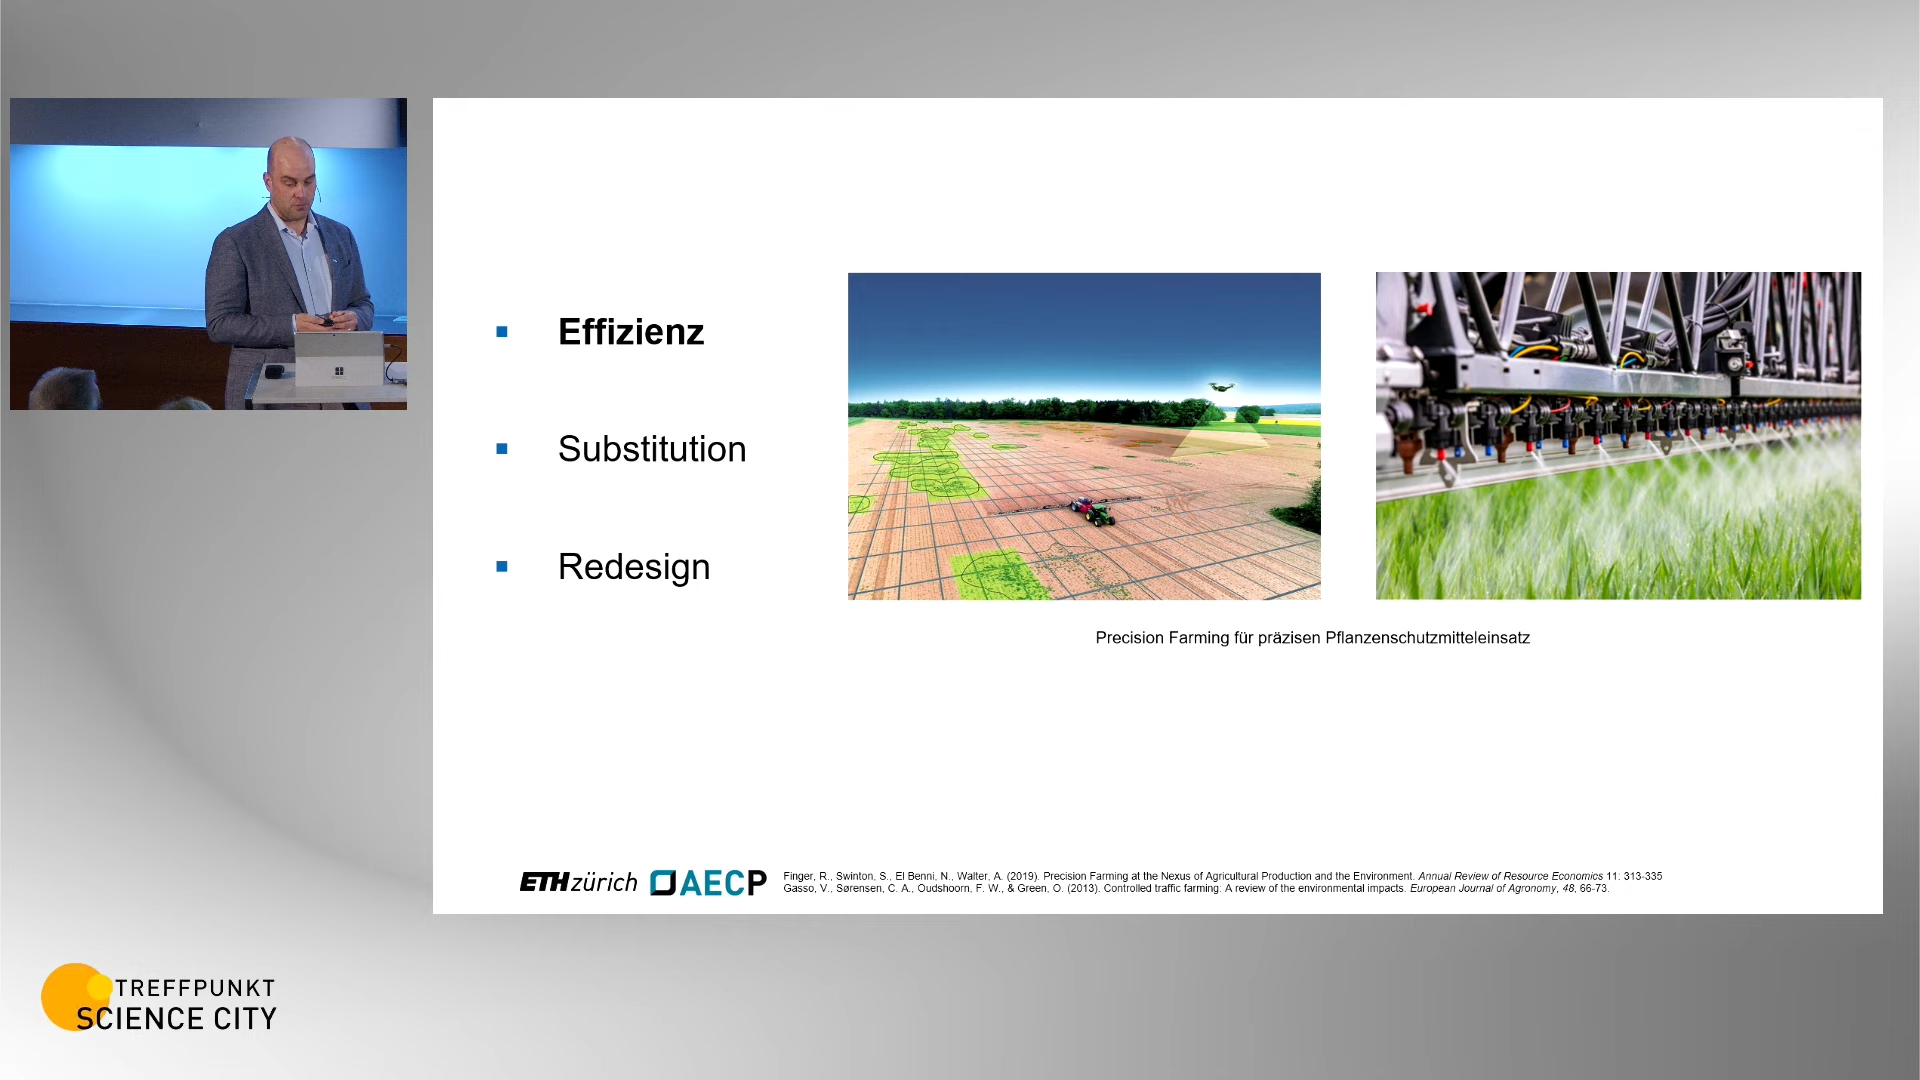 Effizienz
Substitution
Redesign
Precision Farming für präzisen Pflanzenschutzmitteleinsatz
ETH zürich
AECP
Finger, R., Swinton, S., El Benni, N., Walter, A. (2019). Precision Farming at the Nexus of Agricultural Production and the Environment. Annual Review of Resource Economics 11: 313-335
Gasso, V., Sørensen, C. A., Oudshoorn, F. W., & Green, O. (2013). Controlled traffic farming: A review of the environmental impacts. European Journal of Agronomy, 48, 66-73.
TREFFPUNKT
SCIENCE CITY